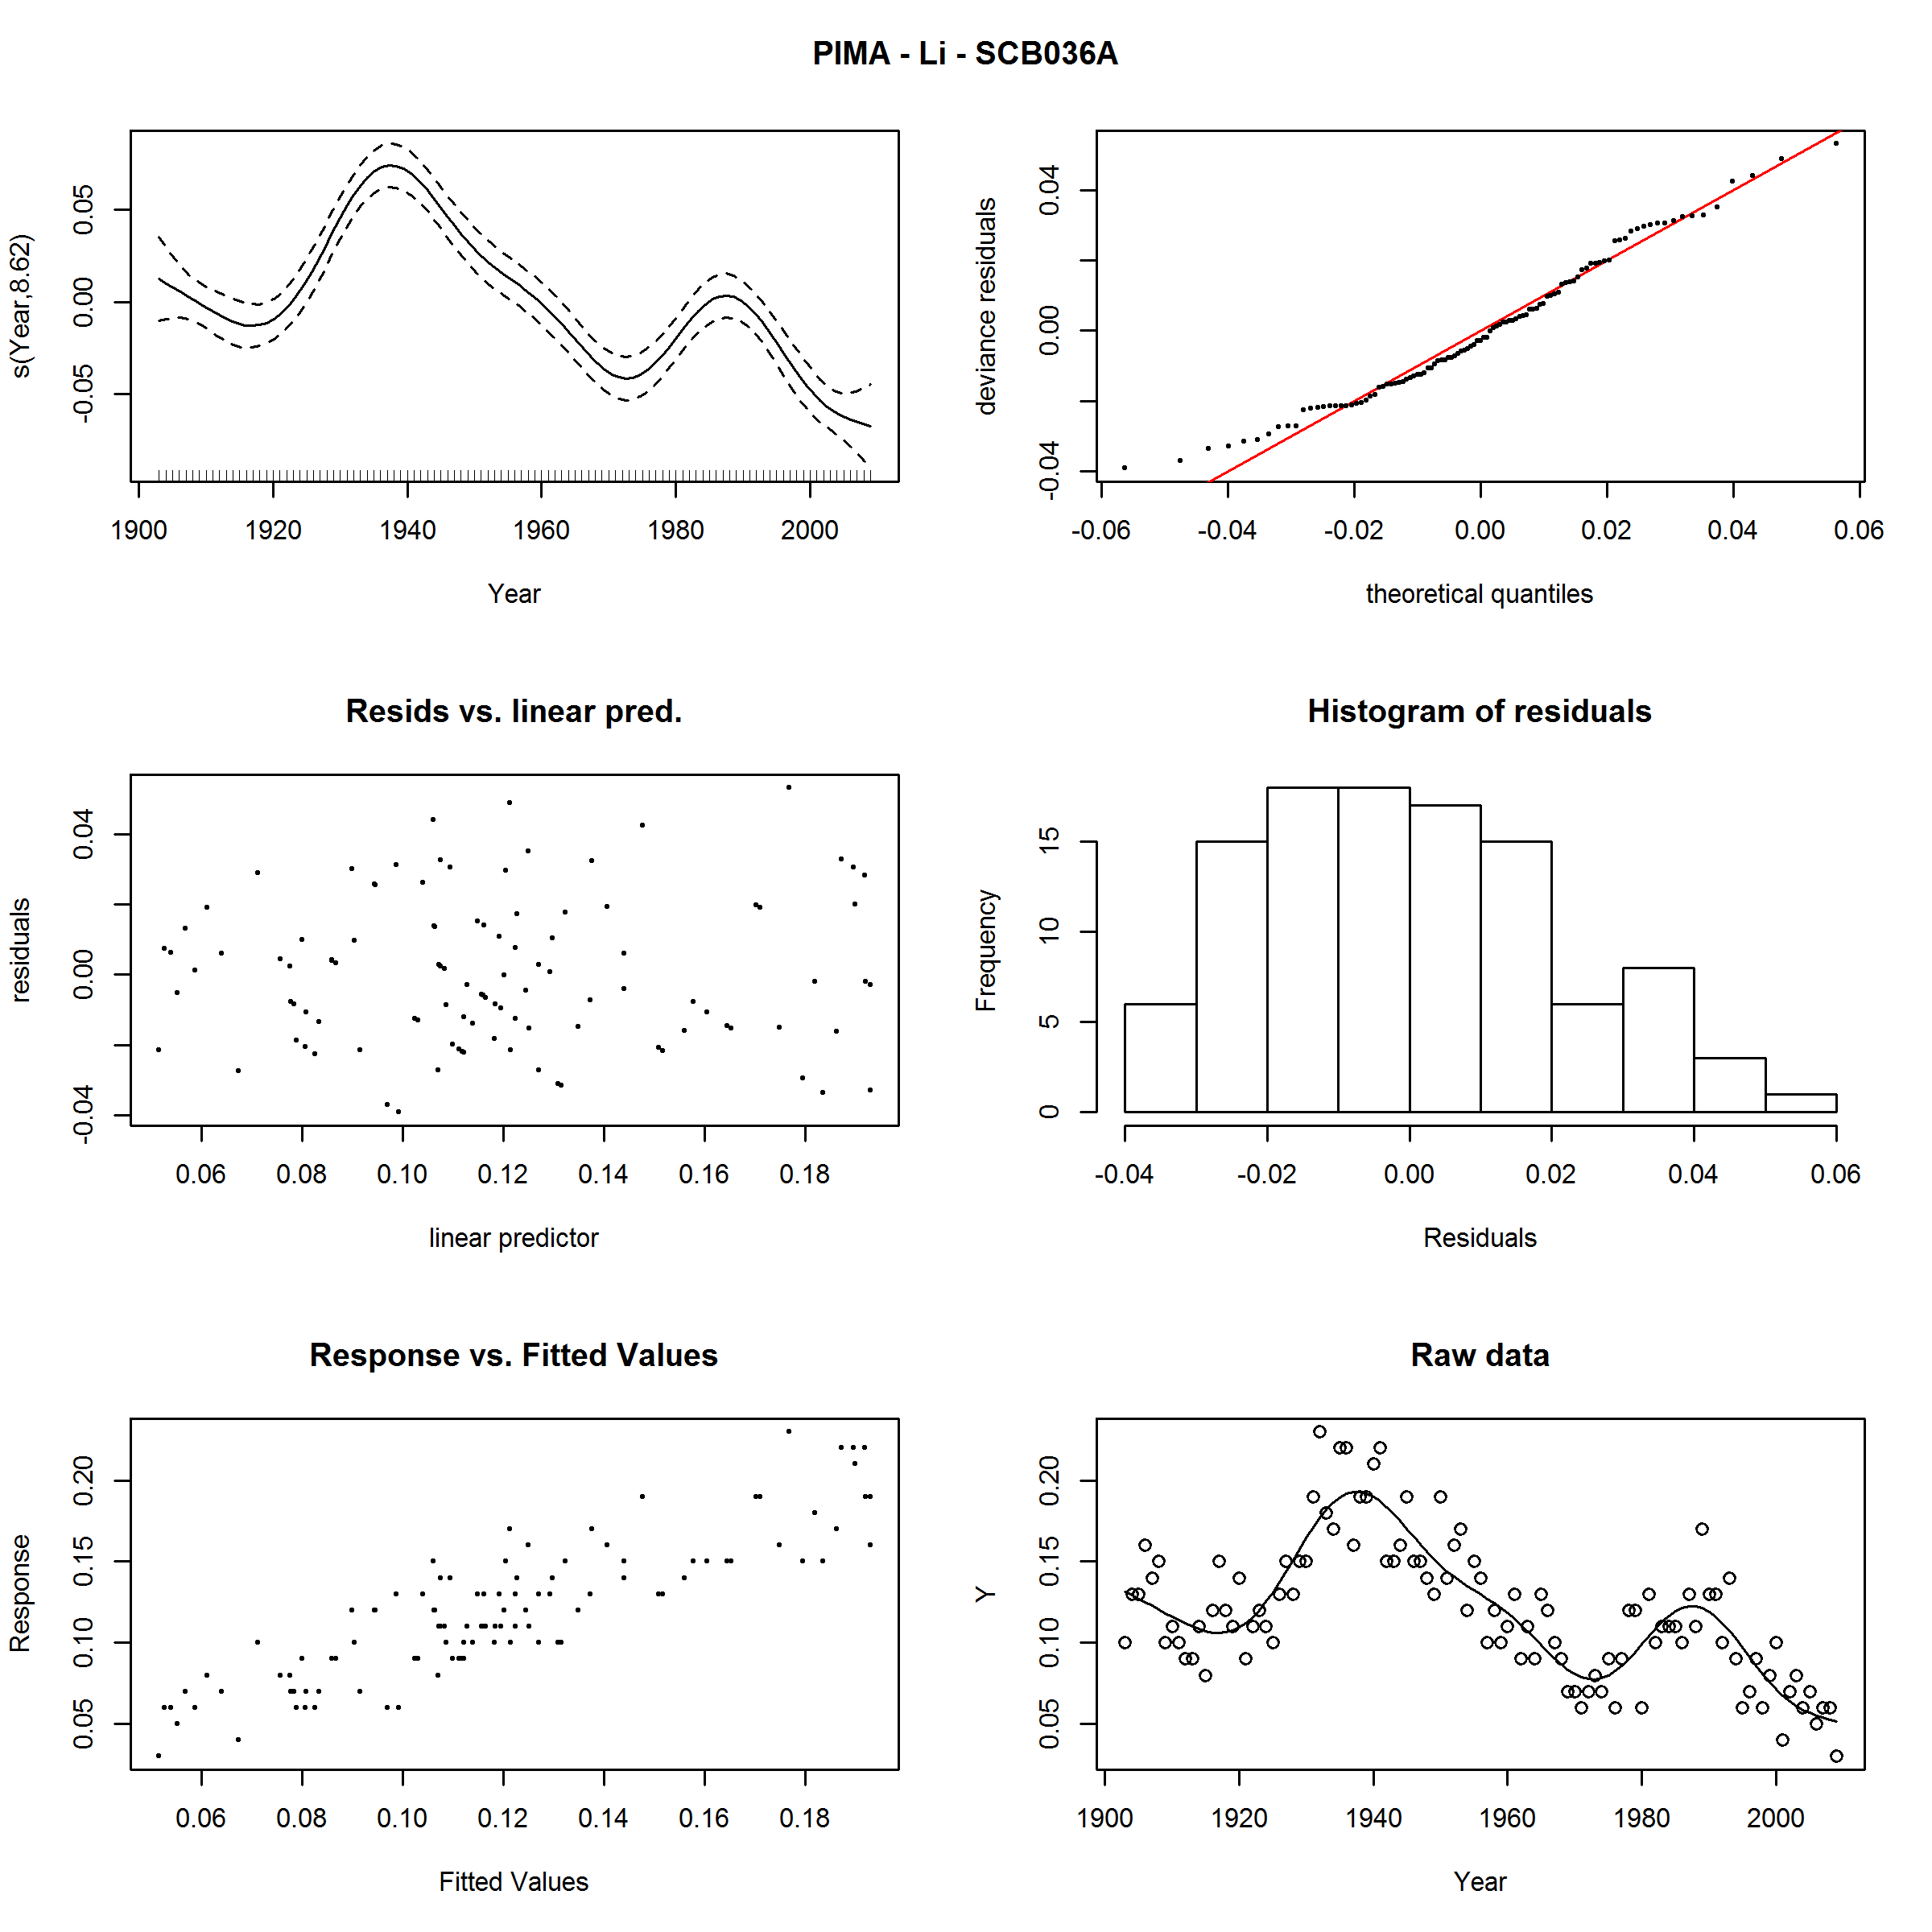 PIMA - Li - SCB036A
s(Year,8.62)
-0.05 0.00 0.05
1900 1920 1940 1960 1980 2000
Year
deviance residuals
-0.04 0.00 0.04
-0.06 -0.04 -0.02 0.00 0.02 0.04 0.06
theoretical quantiles
Resids vs. linear pred.
residuals
-0.04 0.00 0.04
0.06 0.08 0.10 0.12 0.14 0.16 0.18
linear predictor
Histogram of residuals
Frequency
0 5 10 15
-0.04 -0.02 0.00 0.02 0.04 0.06
Residuals
Response vs. Fitted Values
Response
0.05 0.10 0.15 0.20
0.06 0.08 0.10 0.12 0.14 0.16 0.18
Fitted Values
Raw data
Y
0.05 0.10 0.15 0.20
1900 1920 1940 1960 1980 2000
Year